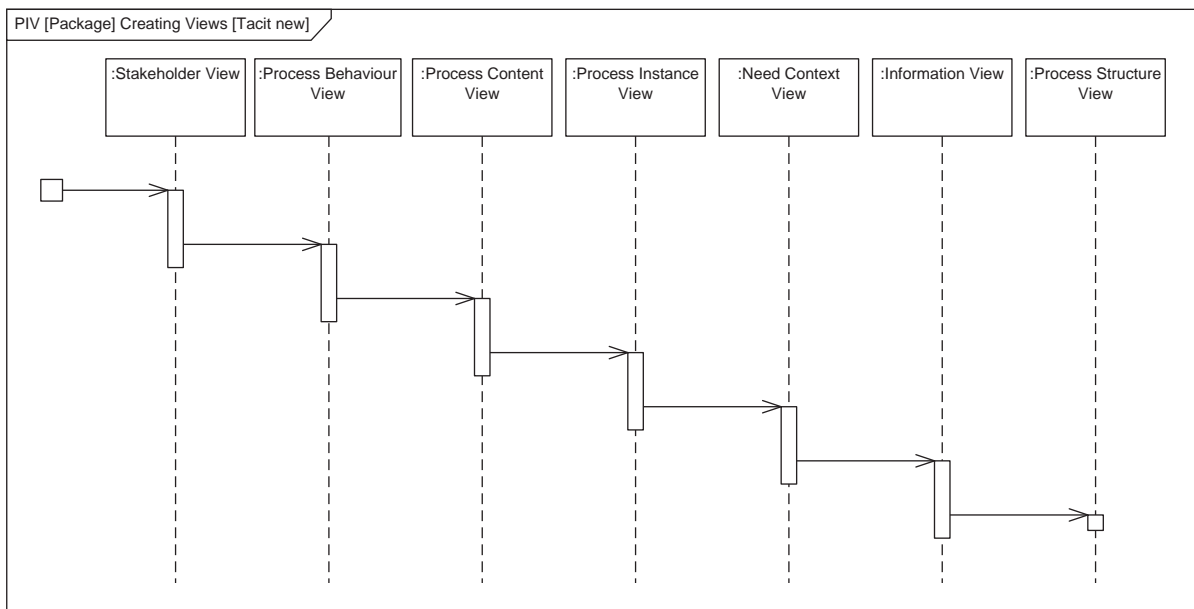 PIV [Package] Creating Views [Tacit new]
:Stakeholder View
:Process Behaviour
View
:Process Content
View
:Process Instance
View
:Need Context
View
:Information View
:Process Structure
View